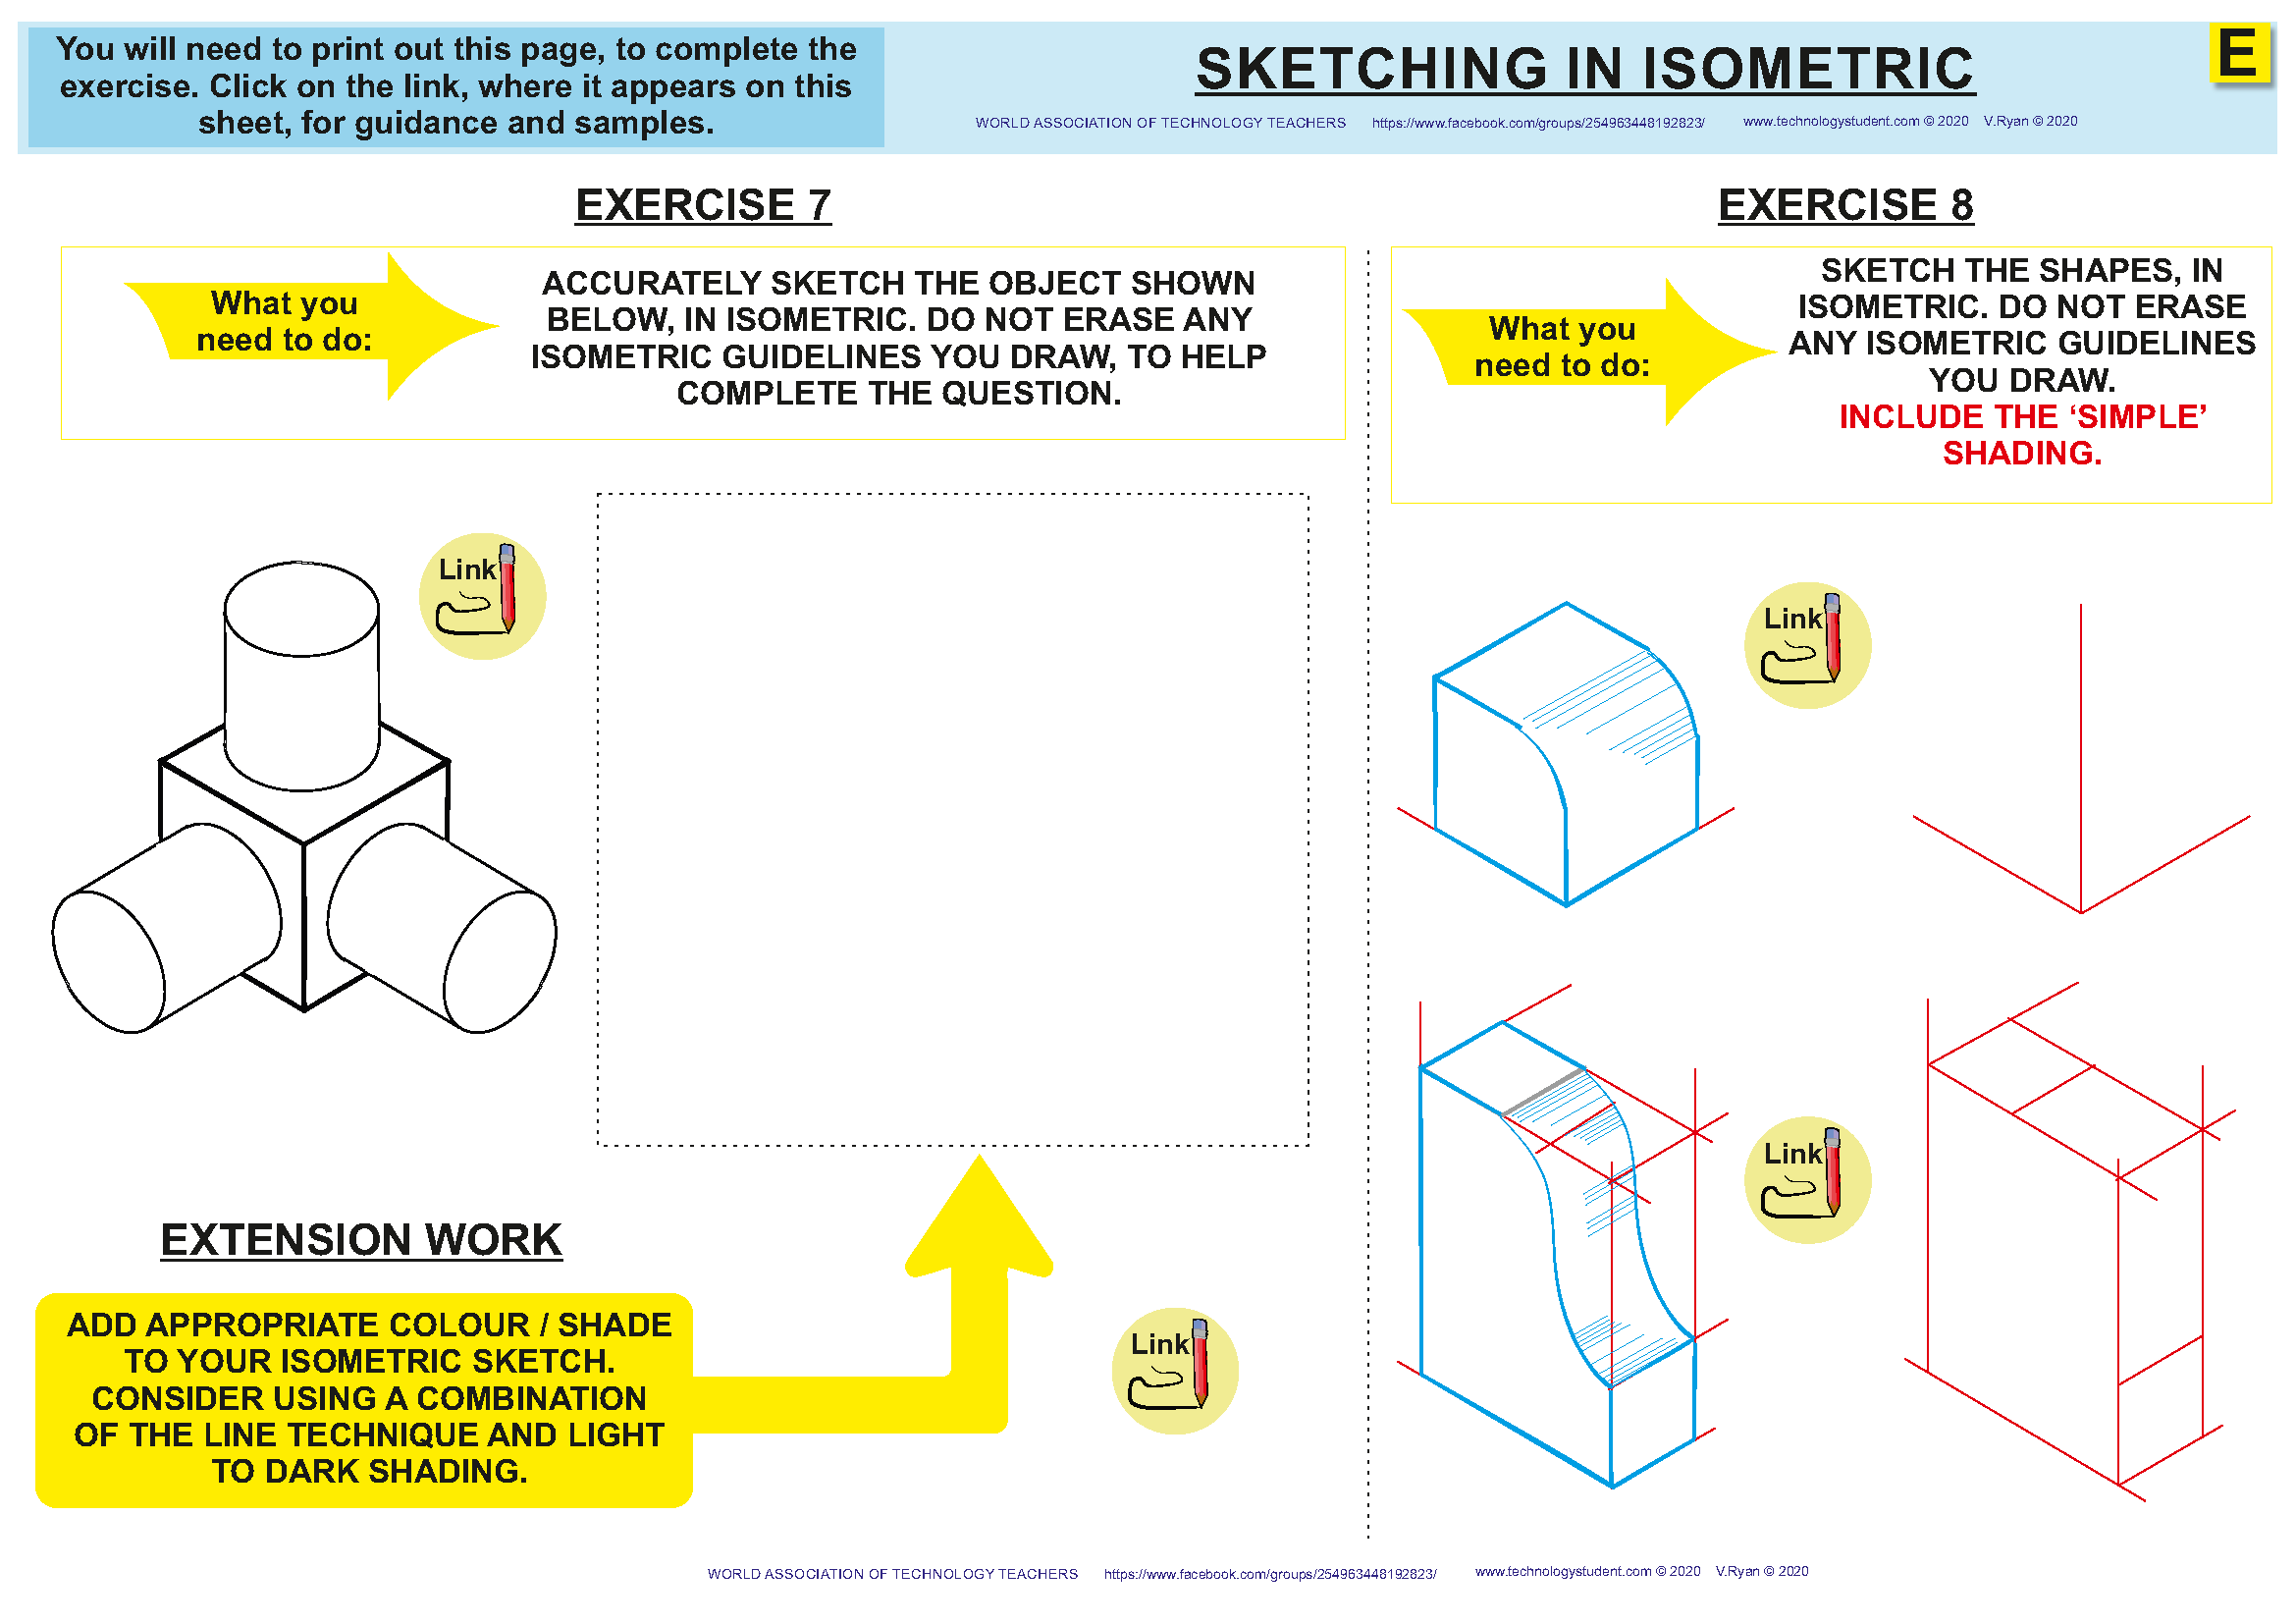 You will need to print out this page, to complete the
exercise. Click on the link, where it appears on this
sheet, for guidance and samples.
SKETCHING IN ISOMETRIC
E
WORLD ASSOCIATION OF TECHNOLOGY TEACHERS https://www.facebook.com/groups/254963448192823/ www.technologystudent.com © 2020 V.Ryan © 2020
EXERCISE 7
What you
need to do:
ACCURATELY SKETCH THE OBJECT SHOWN
BELOW, IN ISOMETRIC. DO NOT ERASE ANY
ISOMETRIC GUIDELINES YOU DRAW, TO HELP
COMPLETE THE QUESTION.
Link
EXTENSION WORK
ADD APPROPRIATE COLOUR / SHADE
TO YOUR ISOMETRIC SKETCH.
CONSIDER USING A COMBINATION
OF THE LINE TECHNIQUE AND LIGHT
TO DARK SHADING.
Link
EXERCISE 8
What you
need to do:
SKETCH THE SHAPES, IN
ISOMETRIC. DO NOT ERASE
ANY ISOMETRIC GUIDELINES
YOU DRAW.
INCLUDE THE ‘SIMPLE’
SHADING.
Link
Link
WORLD ASSOCIATION OF TECHNOLOGY TEACHERS https://www.facebook.com/groups/254963448192823/ www.technologystudent.com © 2020 V.Ryan © 2020